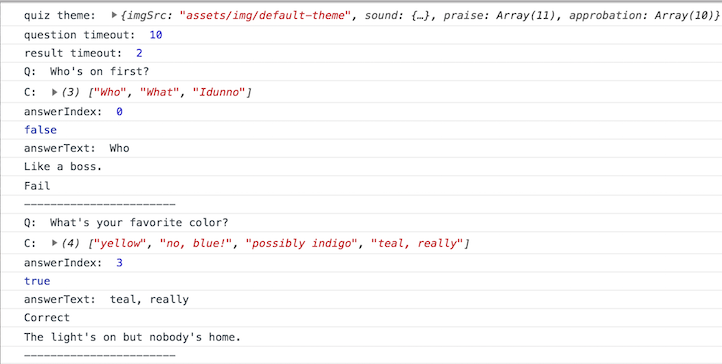 quiz theme: ▶{imgSrc: "assets/img/default-theme", sound: {…}, praise: Array(11), approbation: Array(10)}
question timeout: 10
result timeout: 2
Q: Who's on first?
C: ▶(3) ["Who", "What", "Idunno"]
answerIndex: 0
false
answerText: Who
Like a boss.
Fail
------------------------
Q: What's your favorite color?
C: ▶(4) ["yellow", "no, blue!", "possibly indigo", "teal, really"]
answerIndex: 3
true
answerText: teal, really
Correct
The light's on but nobody's home.
------------------------